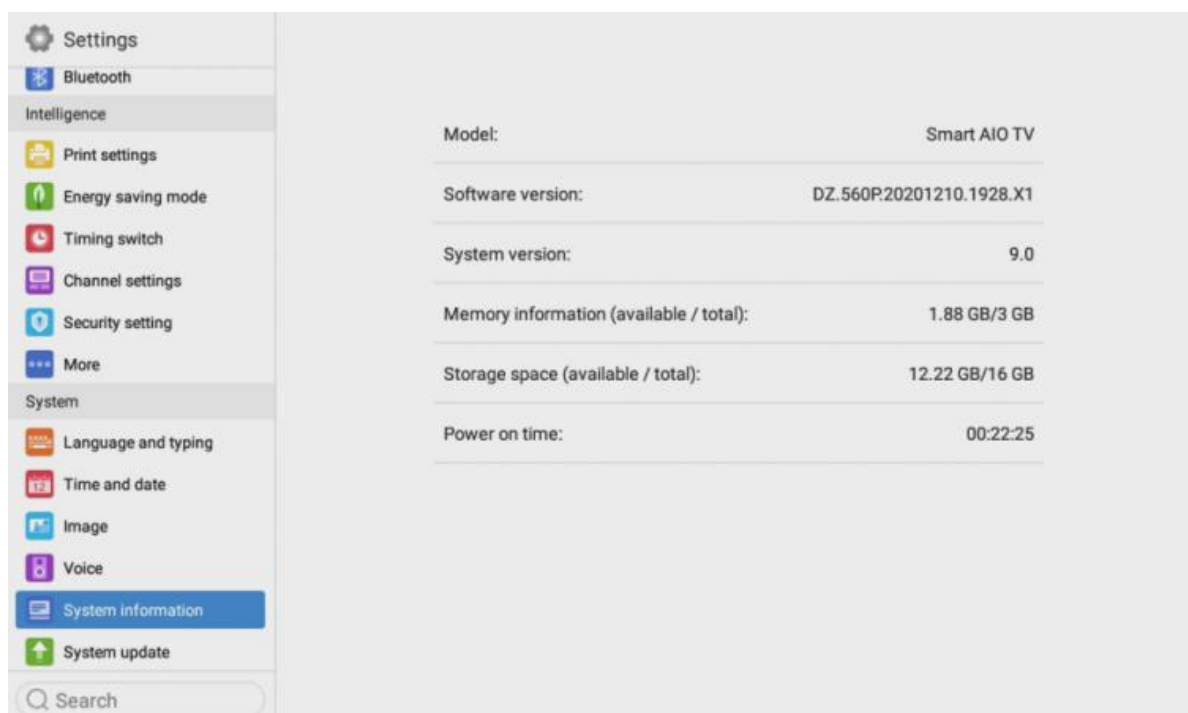 Settings
Bluetooth
Intelligence
Print settings
Energy saving mode
Timing switch
Channel settings
Security setting
More
System
Language and typing
12
Time and date
Image
Voice
System information
System update
Search
Model: Smart AIO TV
Software version: DZ.560P.20201210.1928.X1
System version: 9.0
Memory information (available / total): 1.88 GB/3 GB
Storage space (available / total): 12.22 GB/16 GB
Power on time: 00:22:25